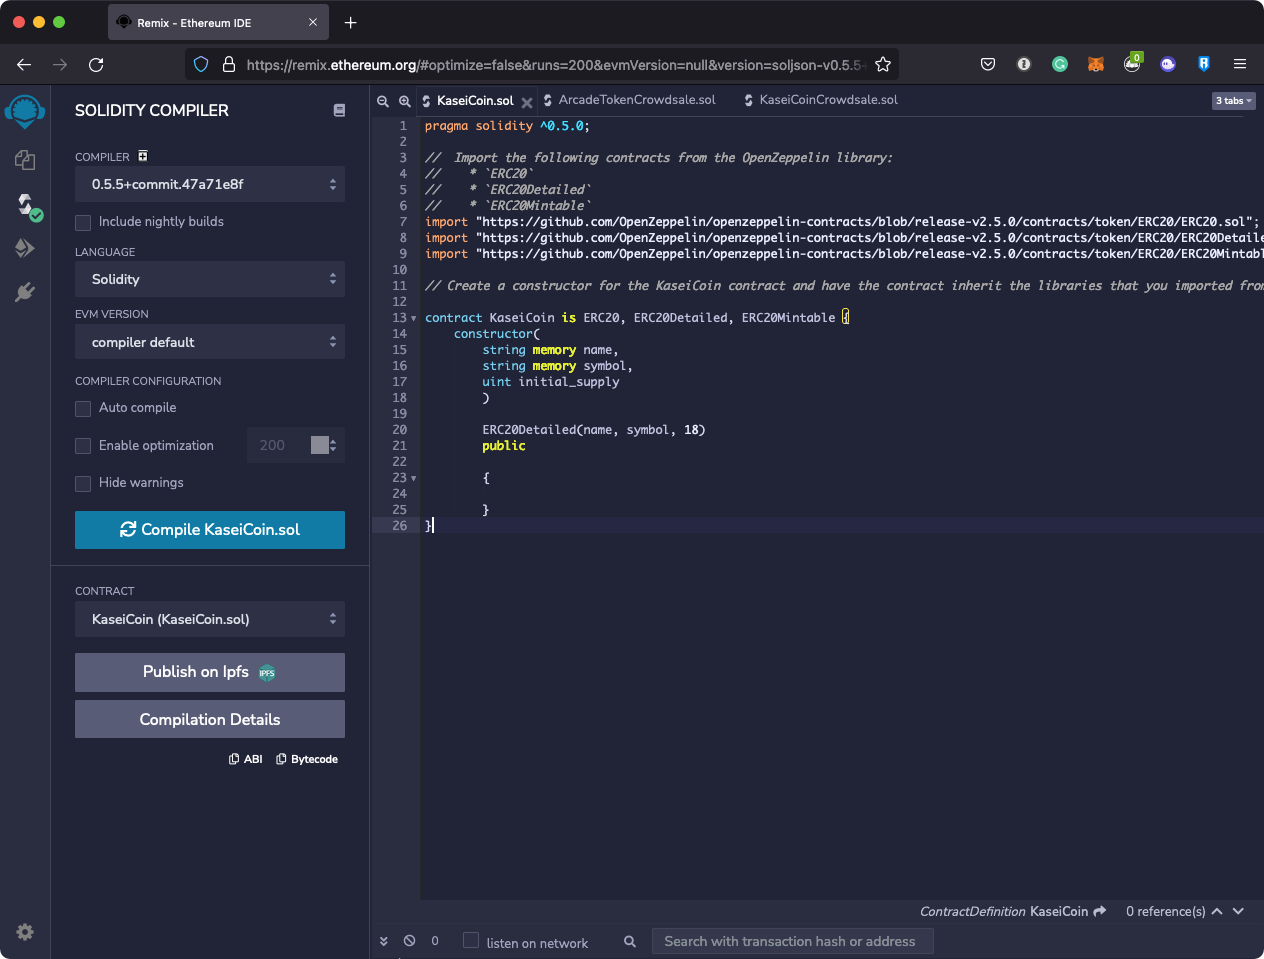 Remix - Ethereum IDE
https://remix.ethereum.org/#optimize=false&runs=200&evmVersion=null&version=soljson-v0.5.5+
0
SOLIDITY COMPILER
COMPILER
0.5.5+commit.47a71e8f
Include nightly builds
LANGUAGE
Solidity
EVM VERSION
compiler default
COMPILER CONFIGURATION
Auto compile
Enable optimization
200
Hide warnings
Compile KaseiCoin.sol
CONTRACT
KaseiCoin (KaseiCoin.sol)
Publish on Ipfs IPFS
Compilation Details
ABI Bytecode
KaseiCoin.sol ArcadeTokenCrowdsale.sol KaseiCoinCrowdsale.sol 3 tabs
1 pragma solidity ^0.5.0;
2
3 //  Import the following contracts from the OpenZeppelin library:
4 //    * `ERC20`
5 //    * `ERC20Detailed`
6 //    * `ERC20Mintable`
7 import "https://github.com/OpenZeppelin/openzeppelin-contracts/blob/release-v2.5.0/contracts/token/ERC20/ERC20.sol";
8 import "https://github.com/OpenZeppelin/openzeppelin-contracts/blob/release-v2.5.0/contracts/token/ERC20/ERC20Detaile
9 import "https://github.com/OpenZeppelin/openzeppelin-contracts/blob/release-v2.5.0/contracts/token/ERC20/ERC20Mintabl
10
11 // Create a constructor for the KaseiCoin contract and have the contract inherit the libraries that you imported from
12
13 contract KaseiCoin is ERC20, ERC20Detailed, ERC20Mintable {
14     constructor(
15         string memory name,
16         string memory symbol,
17         uint initial_supply
18         )
19
20         ERC20Detailed(name, symbol, 18)
21         public
22
23         {
24
25         }
26 }
ContractDefinition KaseiCoin 0 reference(s)
0 listen on network Search with transaction hash or address